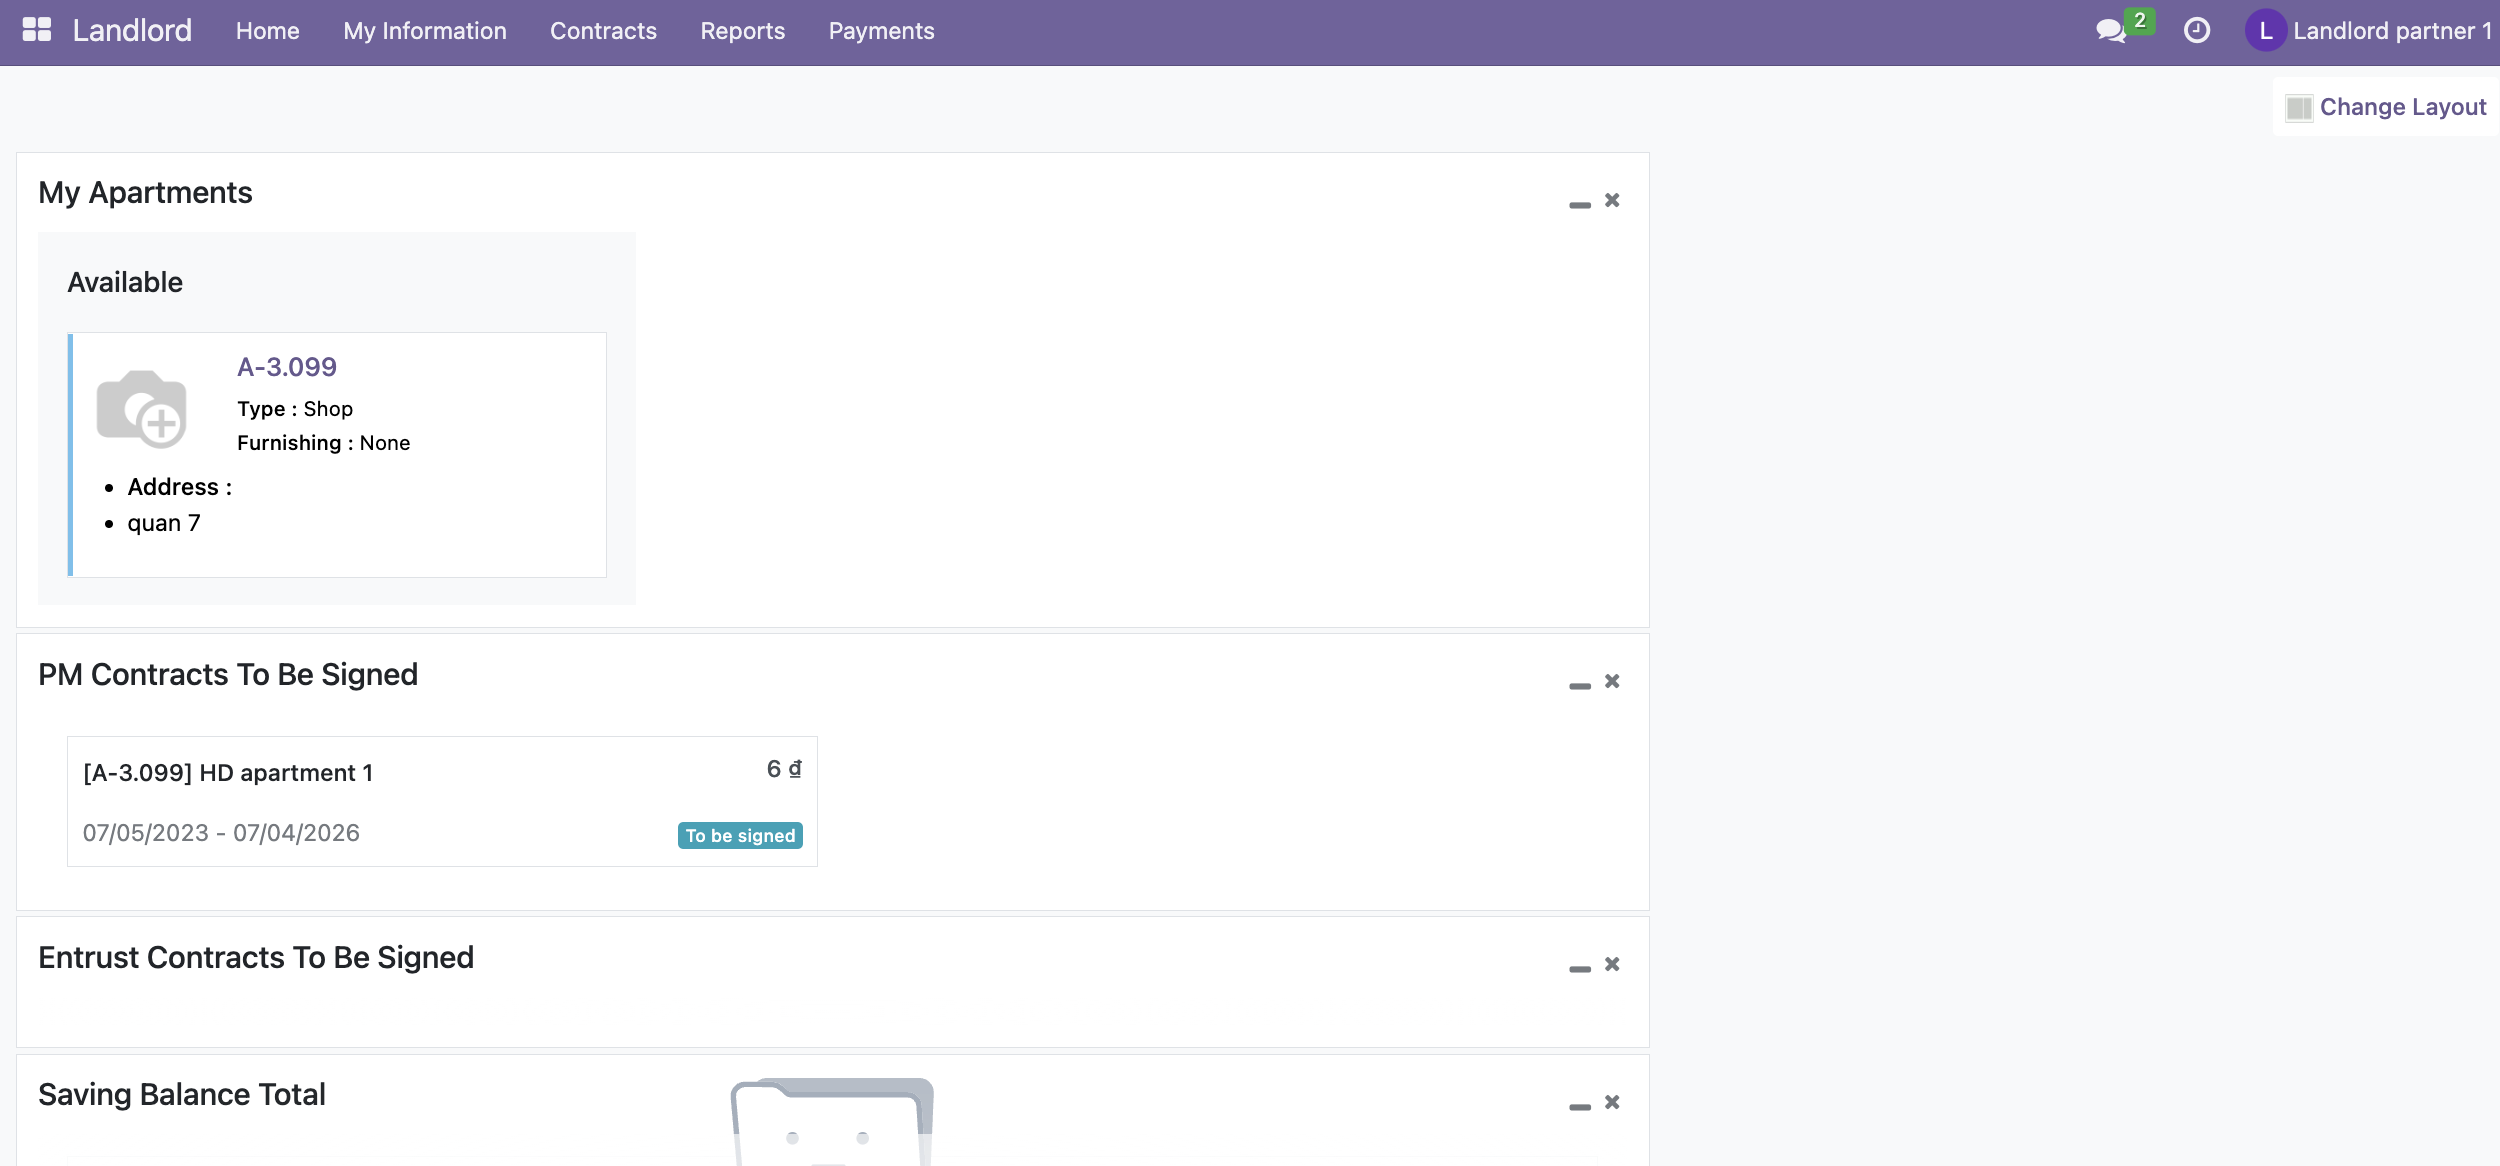 Landlord Home My Information Contracts Reports Payments 2 L Landlord partner 1
Change Layout
My Apartments
Available
A-3.099
Type : Shop
Furnishing : None
Address :
quan 7
PM Contracts To Be Signed
[A-3.099] HD apartment 1 6 ₫
07/05/2023 - 07/04/2026 To be signed
Entrust Contracts To Be Signed
Saving Balance Total